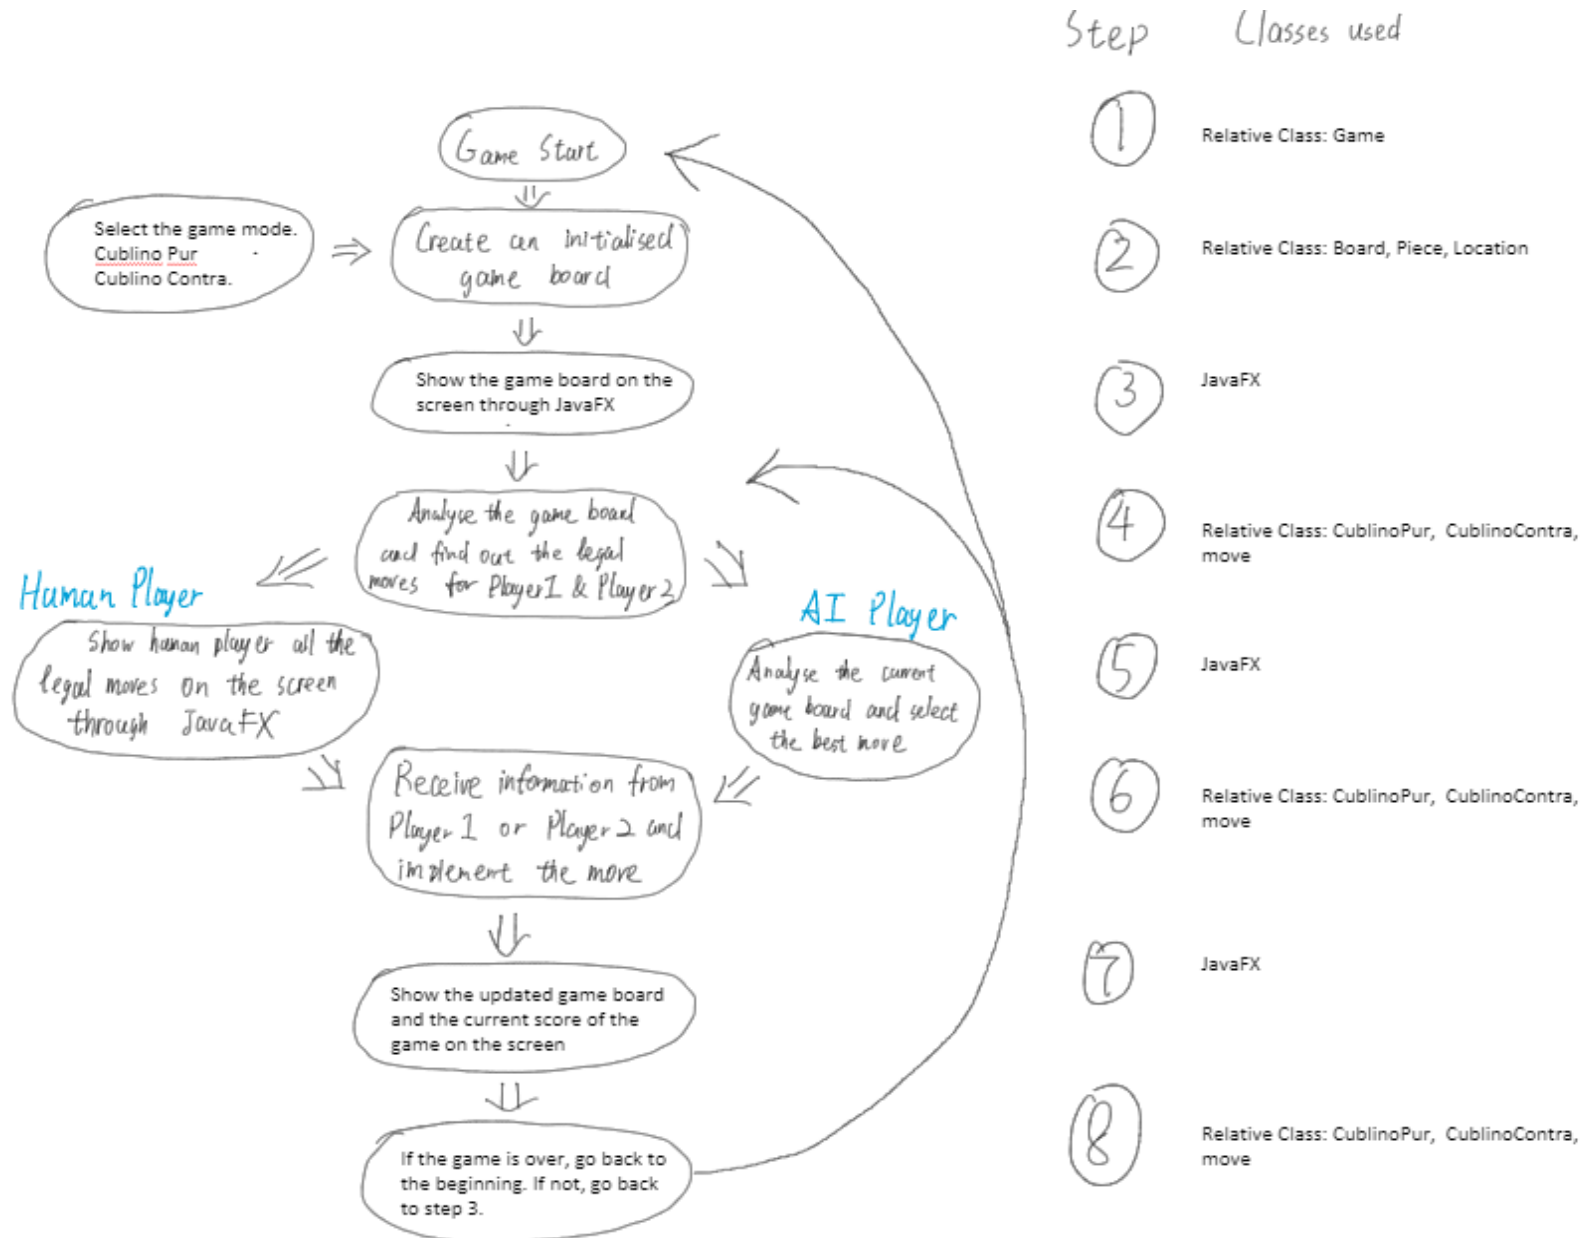 Step Classes used
Game Start
1
Relative Class: Game
Select the game mode.
Cublino Pur
Cublino Contra.
Create an initialised
game board
2
Relative Class: Board, Piece, Location
Show the game board on the
screen through JavaFX
3
JavaFX
Analyse the game board
and find out the legal
moves for Player1 & Player2
4
Relative Class: CublinoPur, CublinoContra,
move
Human Player
Show human player all the
legal moves on the screen
through JavaFX
AI Player
Analyse the current
game board and select
the best move
5
JavaFX
Receive information from
Player1 or Player2 and
implement the move
6
Relative Class: CublinoPur, CublinoContra,
move
Show the updated game board
and the current score of the
game on the screen
7
JavaFX
If the game is over, go back to
the beginning. If not, go back
to step 3.
8
Relative Class: CublinoPur, CublinoContra,
move